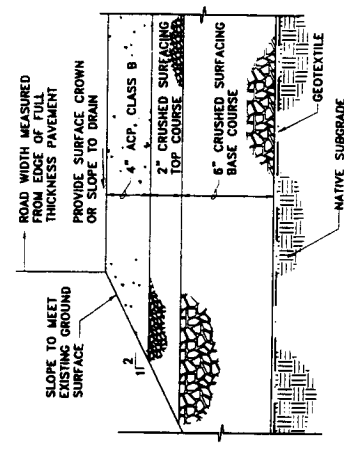 ROAD WIDTH MEASURED
FROM EDGE OF FULL
THICKNESS PAVEMENT
PROVIDE SURFACE CROWN
OR SLOPE TO DRAIN
SLOPE TO MEET
EXISTING GROUND
SURFACE
2
1
4" ACP, CLASS B
2" CRUSHED SURFACING
TOP COURSE
6" CRUSHED SURFACING
BASE COURSE
GEOTEXTILE
NATIVE SUBGRADE